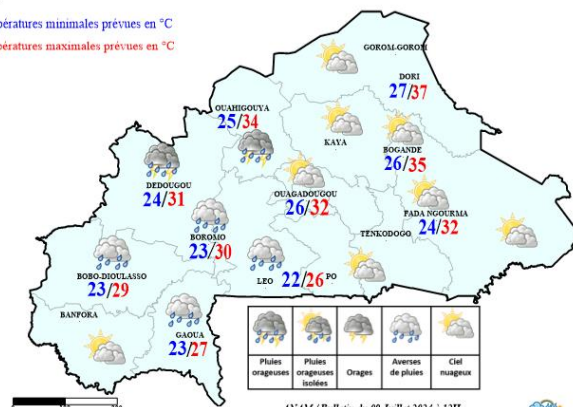 pératures minimales prévues en °C
pératures maximales prévues en °C
GOROM-GOROM
DORI
27/37
OUAHIGOUYA
25/34
KAYA
BOGANDE
26/35
DEDOUGOU
24/31
OUAGADOUGOU
26/32
FADA NGOURMA
24/32
BOROMO
23/30
TENKODOGO
BOBO-DIOULASSO
23/29
LEO 22/26 PO
BANFORA
GAOUA
23/27
Pluies orageuses
Pluies orageuses isolées
Orages
Averses de pluies
Ciel nuageux